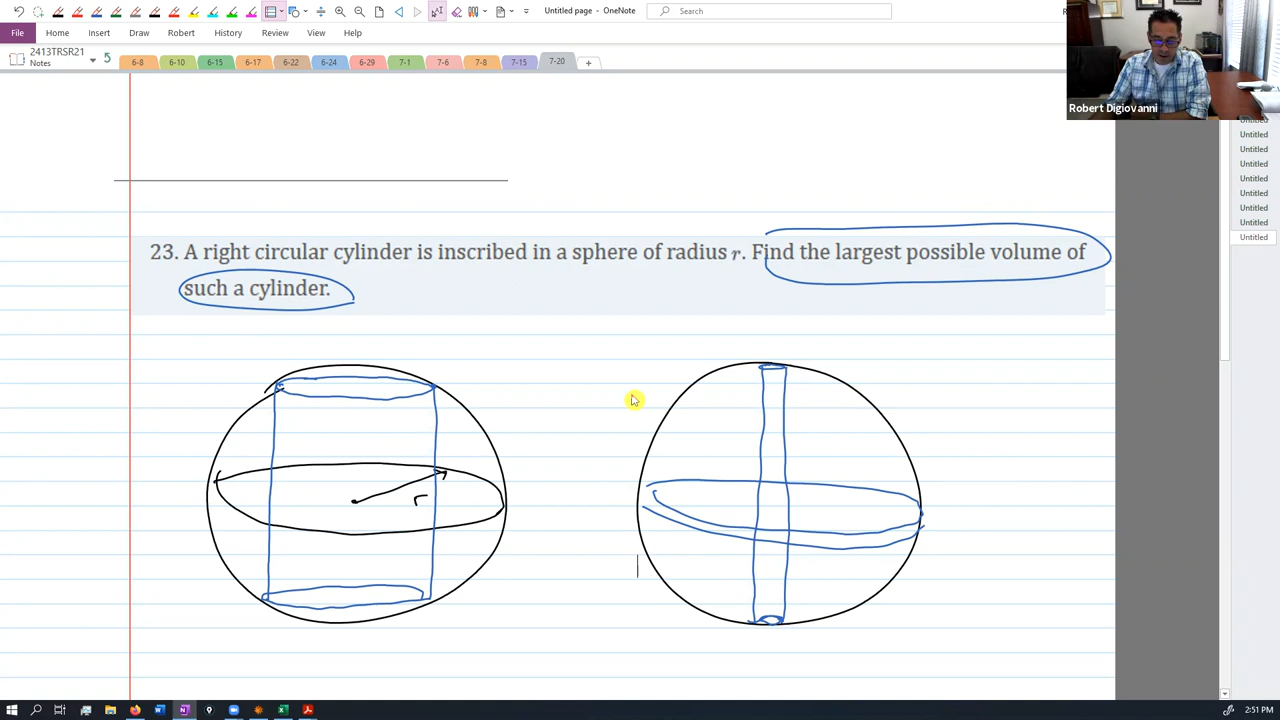 Untitled page - OneNote
Search
File
Home
Insert
Draw
Robert
History
Review
View
Help
2413TRSR21
Notes
5
6-8
6-10
6-15
6-17
6-22
6-24
6-29
7-1
7-6
7-8
7-15
7-20
Robert Digiovanni
Untitled
Untitled
Untitled
Untitled
Untitled
Untitled
Untitled
Untitled
Untitled
23. A right circular cylinder is inscribed in a sphere of radius r. Find the largest possible volume of
such a cylinder.
r
2:51 PM